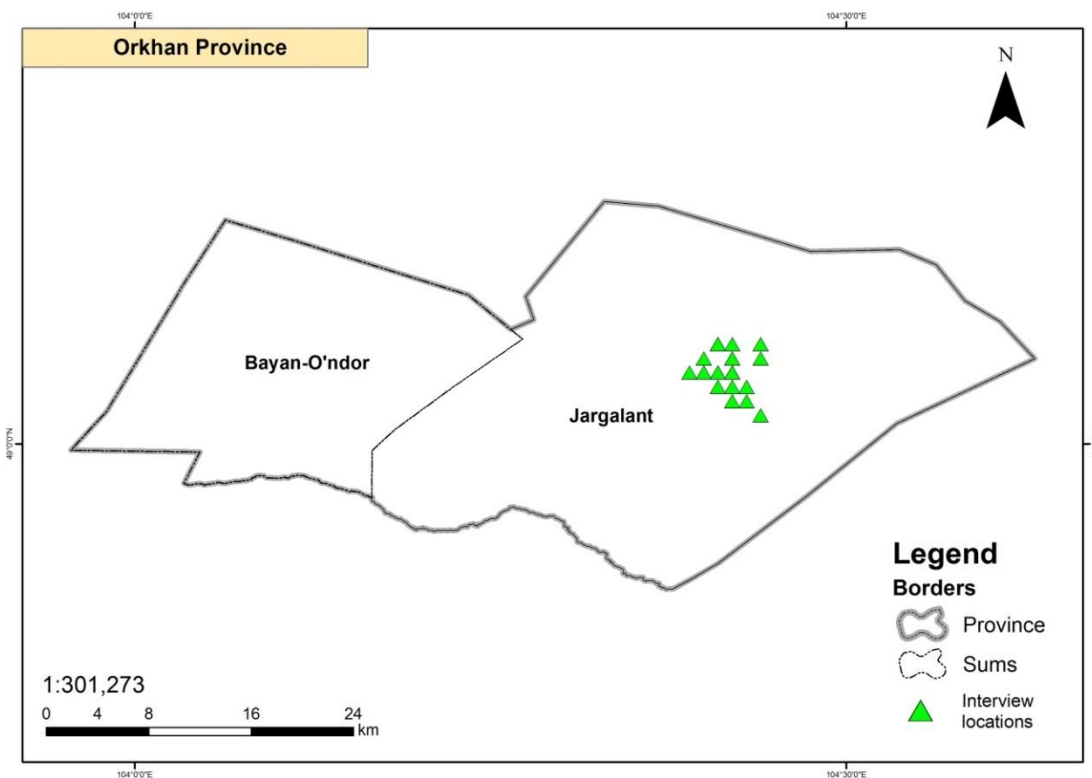 104°0'0"E
104°30'0"E
Orkhan Province
N
Bayan-O'ndor
Jargalant
49°0'0"N
Legend
Borders
Province
Sums
Interview
locations
1:301,273
0 4 8 16 24
km
104°0'0"E
104°30'0"E